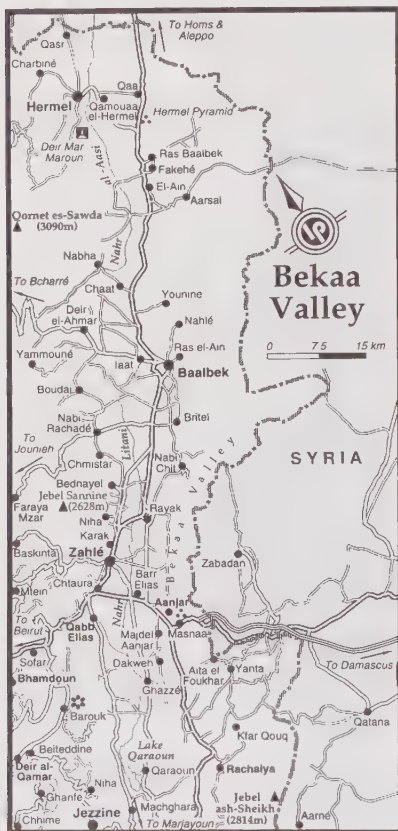 To Homs &
Aleppo
Qasr
Charbiné
Qaa
Hermel
Qamouaa
el-Hermel
Hermel Pyramid
Deir Mar
Maroun
al-Aasi
Ras Baalbek
Fakehé
El-Ain
Aarsal
Qornet es-Sawda
(3090m)
Nahr
Nabha
To Bcharré
Chaat
Younine
Deir
el-Ahmar
Nahlé
Yammouné
Iaat
Ras el-Ain
Baalbek
Bekaa
Valley
0 7.5 15 km
Boudai
Nabi
Rachadé
Britel
To
Jounieh
Litani
Chmistar
Nabi
Chit
SYRIA
Bednayel
Jebel Sannine
(2628m)
Faraya
Mzar
Niha
Rayak
Bekaa Valley
Karak
Baskinta
Zahlé
Zabadan
Chtaura
Barr
Elias
Mtein
Nahr
Aanjar
To
Beirut
Qabb
Elias
Masnaa
Majdel
Aanjar
Sofar
Dakweh
Aita el
Foukhar
Yanta
To Damascus
Bhamdoun
Ghazzé
Barouk
Qatana
Kfar Qouq
Beiteddine
Lake
Qaraoun
Deir al-
Qamar
Qaraoun
Rachaiya
Niha
Ghanfe
Jebel
ash-Sheikh
(2814m)
Machghara
Aarné
Chhime
Jezzine
To Marjayoun